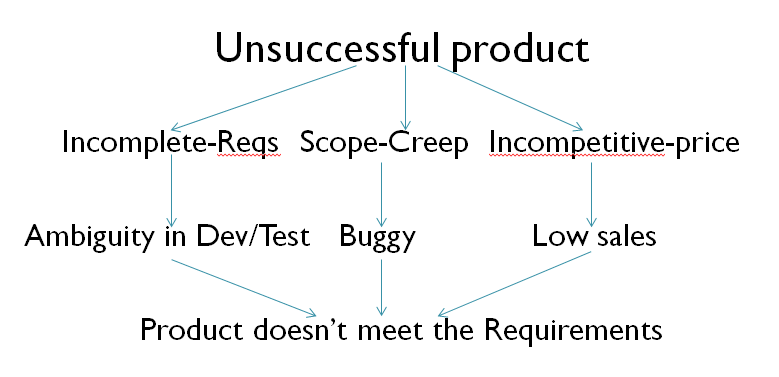 Unsuccessful product
Incomplete-Reqs Scope-Creep Incompetitive-price
Ambiguity in Dev/Test Buggy Low sales
Product doesn’t meet the Requirements